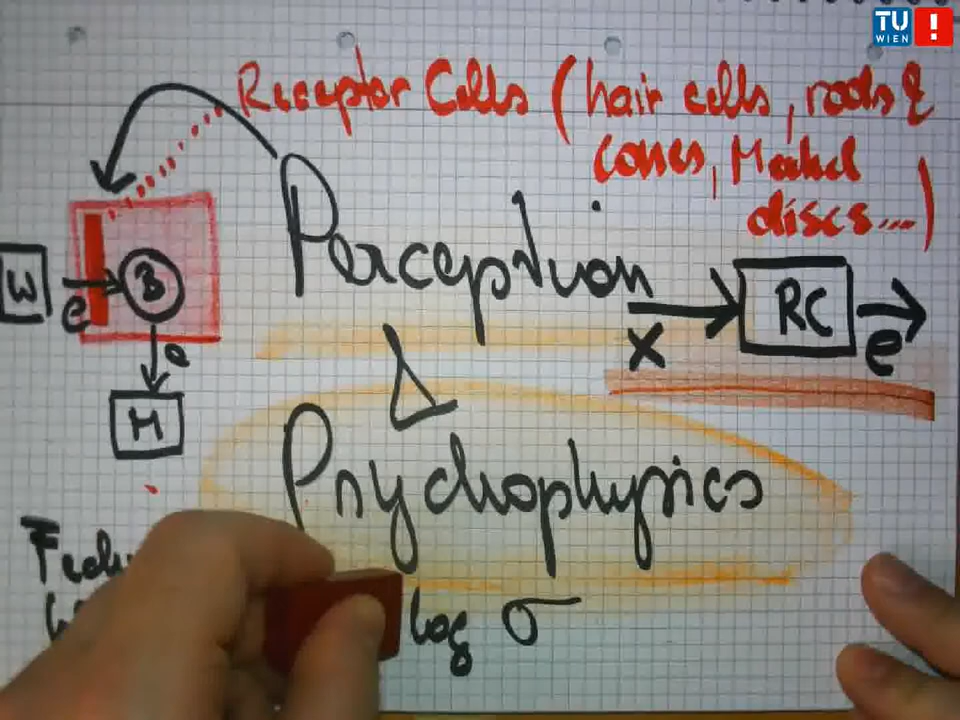 TU
WIEN
!
Receptor Cells (hair cells, rods &
cones, Merkel
discs...)
Perception
W
e
B
e
M
x
RC
e
Δ
Psychophysics
log σ